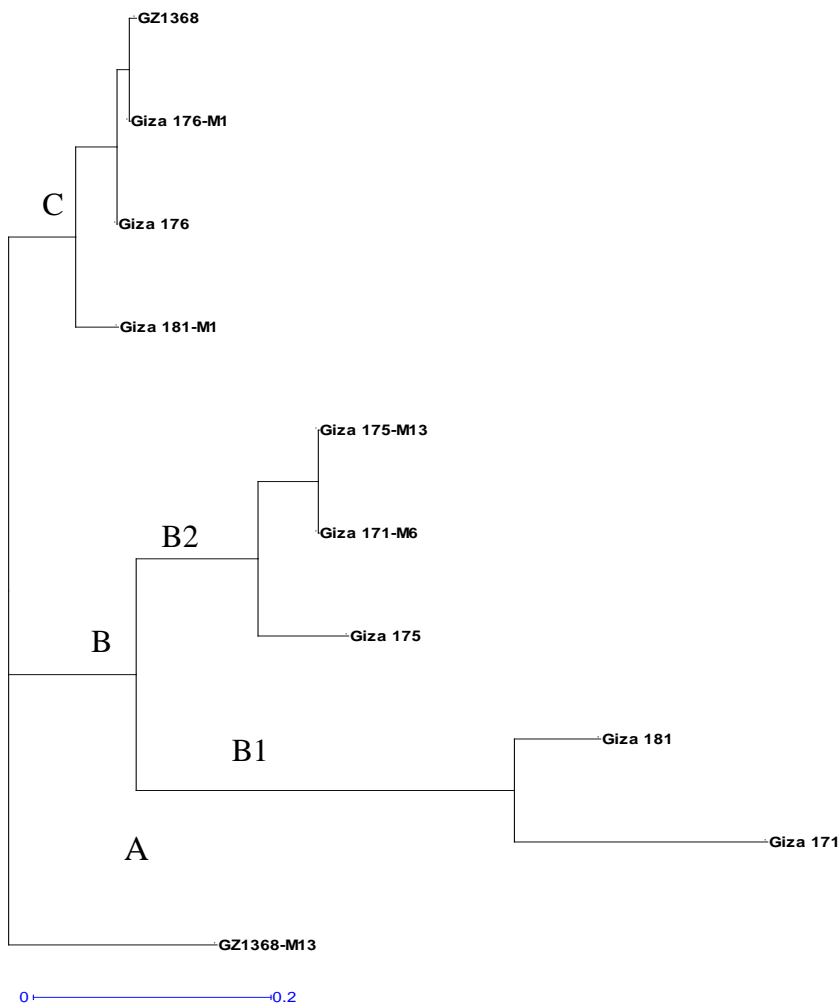 GZ1368
Giza 176-M1
C
Giza 176
Giza 181-M1
Giza 175-M13
B2
Giza 171-M6
Giza 175
B
Giza 181
B1
Giza 171
A
GZ1368-M13
0 0.2